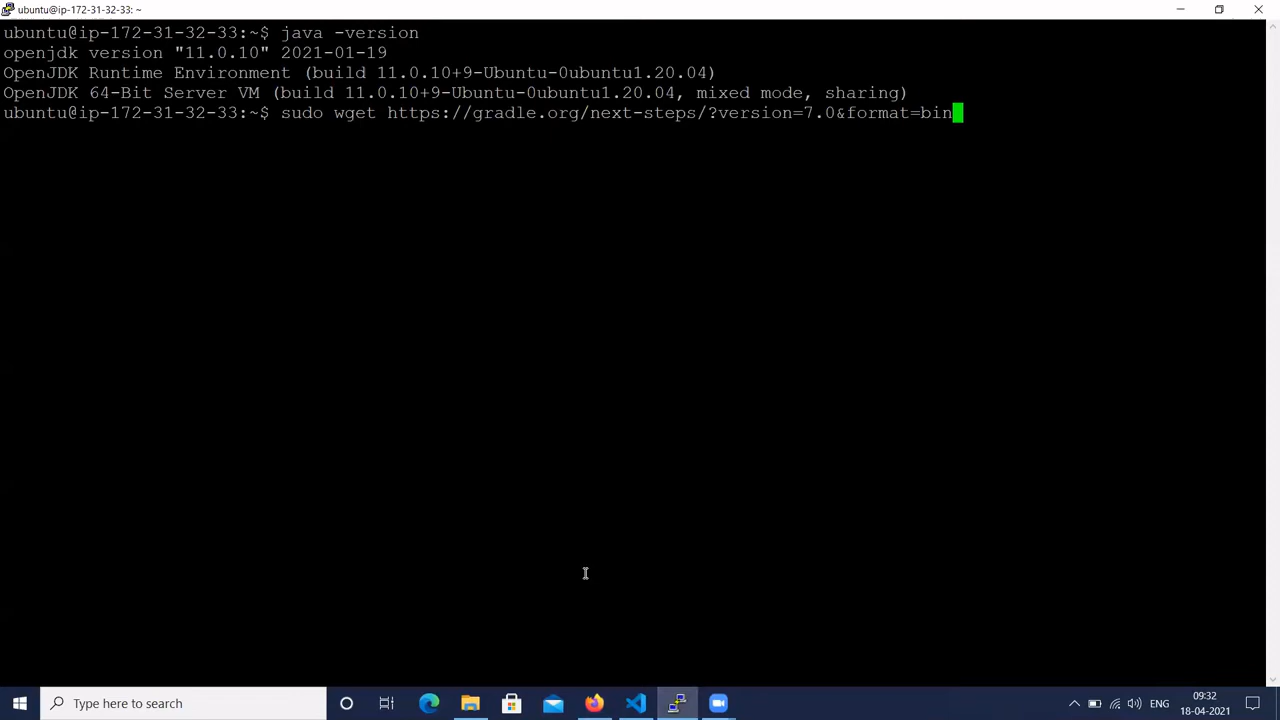 ubuntu@ip-172-31-32-33: ~
ubuntu@ip-172-31-32-33:~$ java -version
openjdk version "11.0.10" 2021-01-19
OpenJDK Runtime Environment (build 11.0.10+9-Ubuntu-0ubuntu1.20.04)
OpenJDK 64-Bit Server VM (build 11.0.10+9-Ubuntu-0ubuntu1.20.04, mixed mode, sharing)
ubuntu@ip-172-31-32-33:~$ sudo wget https://gradle.org/next-steps/?version=7.0&format=bin
Type here to search
ENG
09:32
18-04-2021